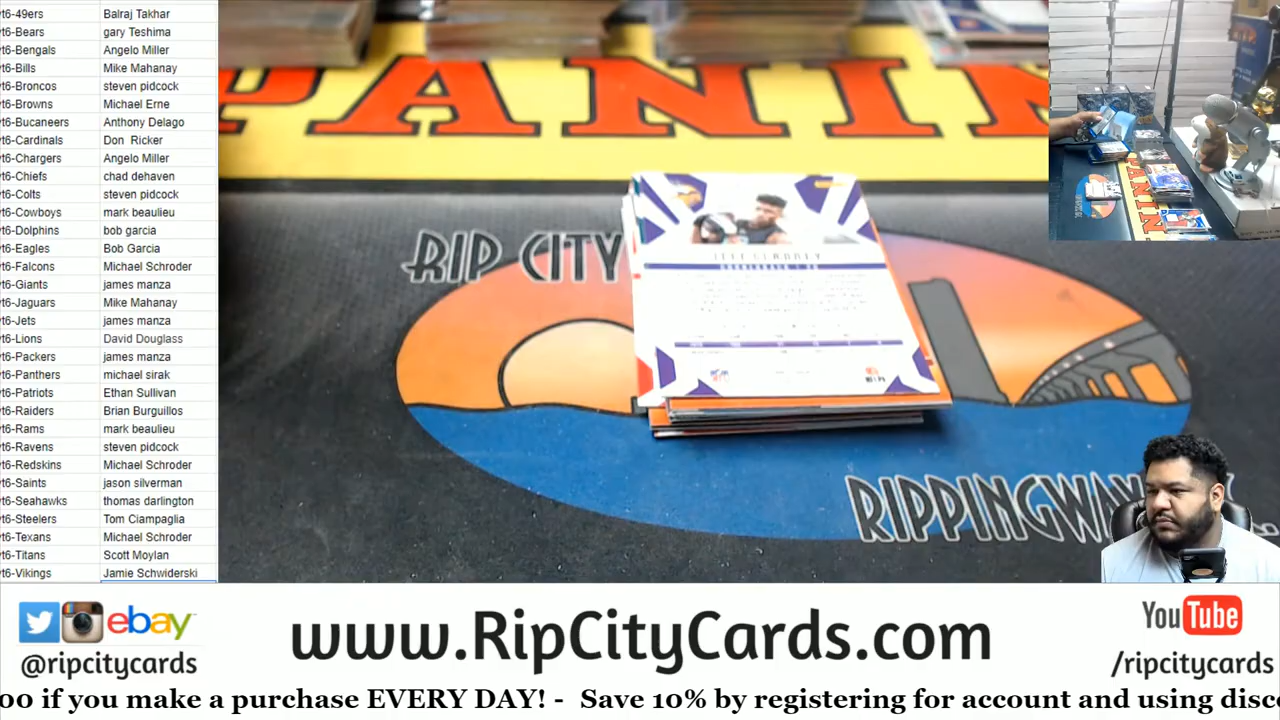 t6-49ers Balraj Takhar
t6-Bears gary Teshima
t6-Bengals Angelo Miller
t6-Bills Mike Mahanay
t6-Broncos steven pidcock
t6-Browns Michael Erne
t6-Bucaneers Anthony Delago
t6-Cardinals Don Ricker
t6-Chargers Angelo Miller
t6-Chiefs chad dehaven
t6-Colts steven pidcock
t6-Cowboys mark beaulieu
t6-Dolphins bob garcia
t6-Eagles Bob Garcia
t6-Falcons Michael Schroder
t6-Giants james manza
t6-Jaguars Mike Mahanay
t6-Jets james manza
t6-Lions David Douglass
t6-Packers james manza
t6-Panthers michael sirak
t6-Patriots Ethan Sullivan
t6-Raiders Brian Burguillos
t6-Rams mark beaulieu
t6-Ravens steven pidcock
t6-Redskins Michael Schroder
t6-Saints jason silverman
t6-Seahawks thomas darlington
t6-Steelers Tom Ciampaglia
t6-Texans Michael Schroder
t6-Titans Scott Moylan
t6-Vikings Jamie Schwiderski
PANIN
RIP CITY
RIPPINGWA
ebay
@ripcitycards
www.RipCityCards.com
YouTube
/ripcitycards
00 if you make a purchase EVERY DAY! - Save 10% by registering for account and using disc